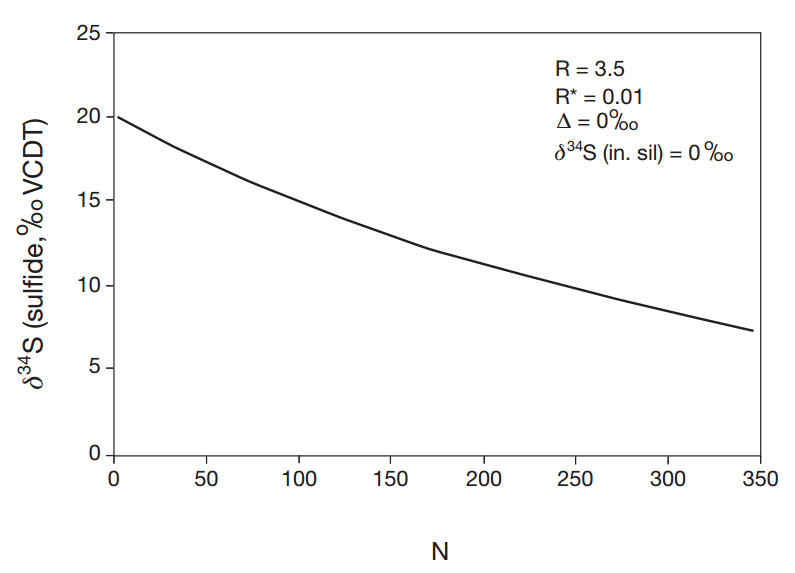 25
20
15
10
5
0
δ³⁴S (sulfide,‰ VCDT)
R = 3.5
R* = 0.01
Δ = 0‰
δ³⁴S (in. sil) = 0‰
0 50 100 150 200 250 300 350
N